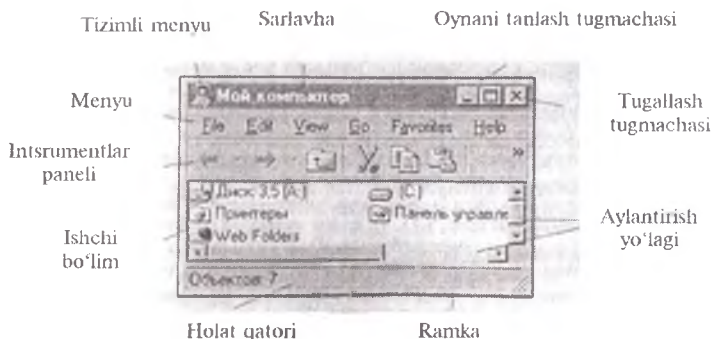 Tizimli menyu Sarlavha Oynani tanlash tugmachasi
Мой компьютер
Menyu
Tugallash
tugmachasi
File Edit View Go Favorites Help
Intsrumentlar
paneli
»
Диск 3,5 (A:) (C:)
Принтеры Панель управле
Web Folders
Aylantirish
yo‘lagi
Ishchi
bo‘lim
Объектов: 7
Holat qatori Ramka